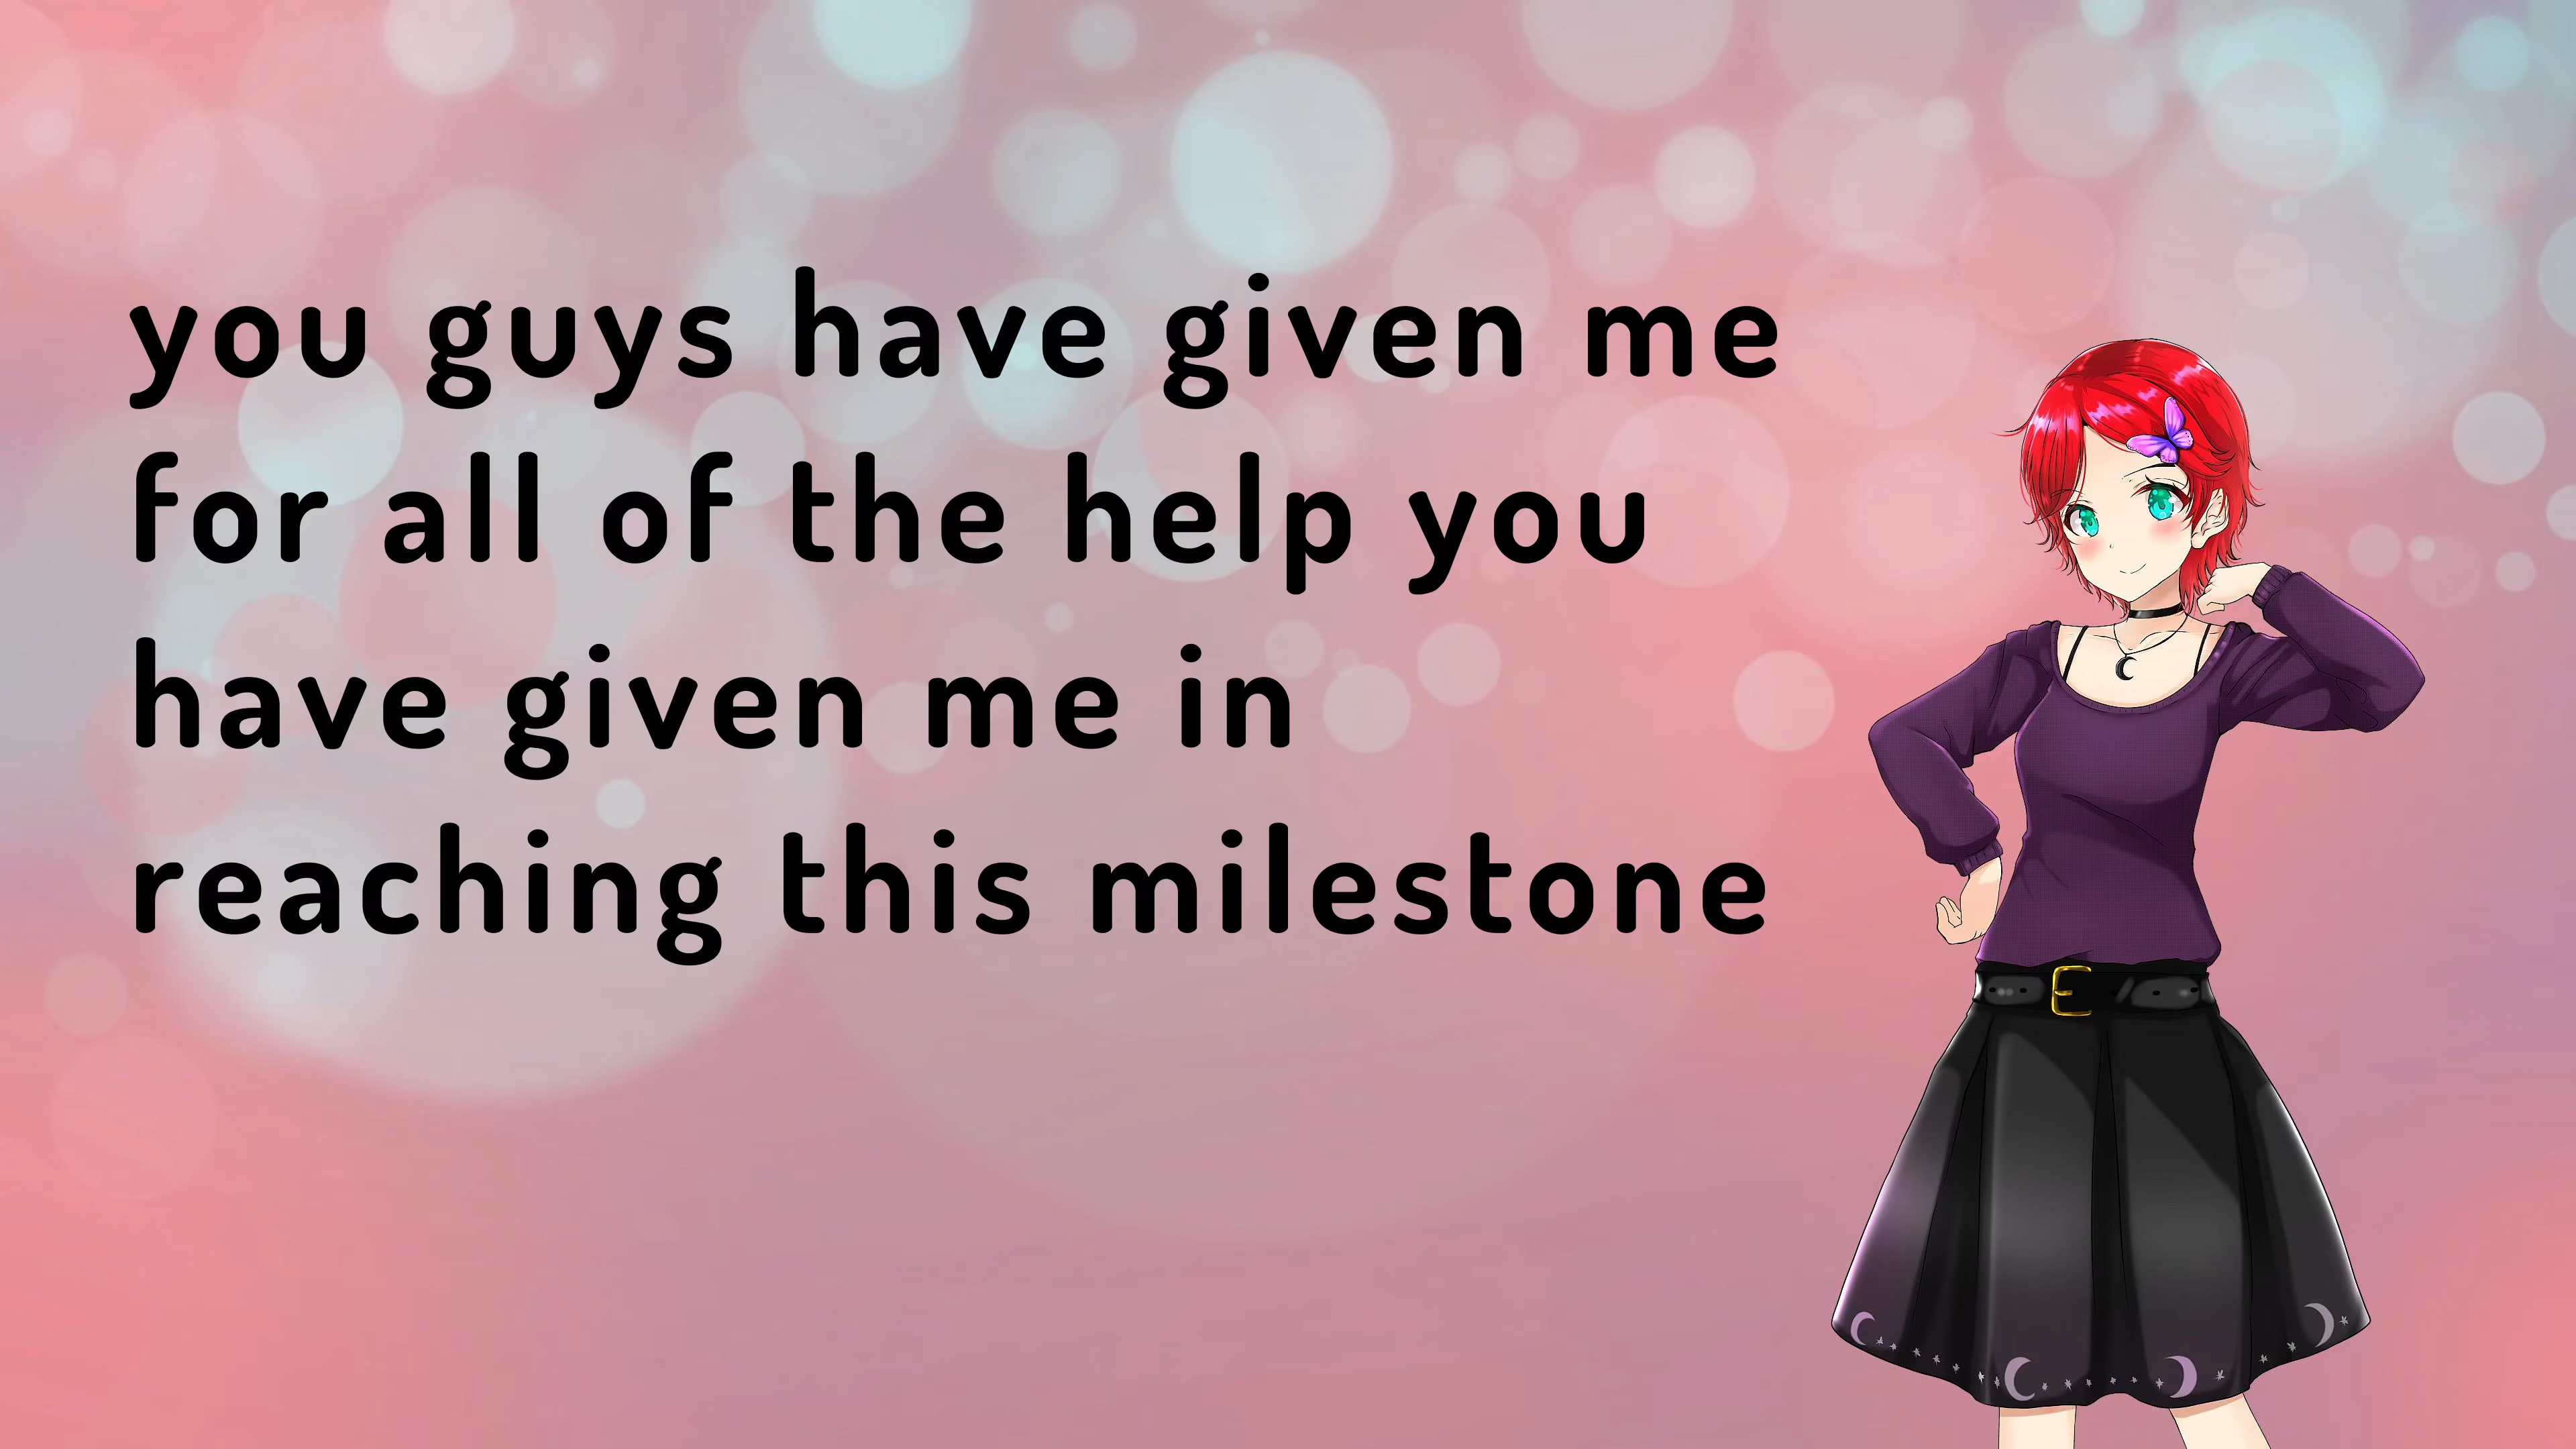 you guys have given me
for all of the help you
have given me in
reaching this milestone